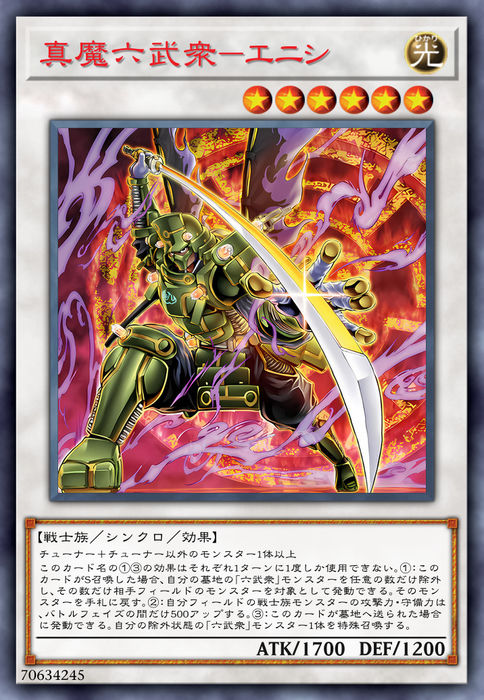 真魔六武衆－エニシ
ひかり
光
【戦士族／シンクロ／効果】
チューナー＋チューナー以外のモンスター1体以上
このカード名の①③の効果はそれぞれ1ターンに1度しか使用できない。①：こ
のカードがS召喚した場合、自分の墓地の「六武衆」モンスターを任意の数だけ除外
し、その数だけ相手フィールドのモンスターを対象として発動できる。そのモン
スターを手札に戻す。②：自分フィールドの戦士族モンスターの攻撃力・守備力は
、バトルフェイズの間だけ500アップする。③：このカードが墓地へ送られた場合
に発動できる。自分の除外状態の「六武衆」モンスター1体を特殊召喚する。
ATK/1700 DEF/1200
70634245